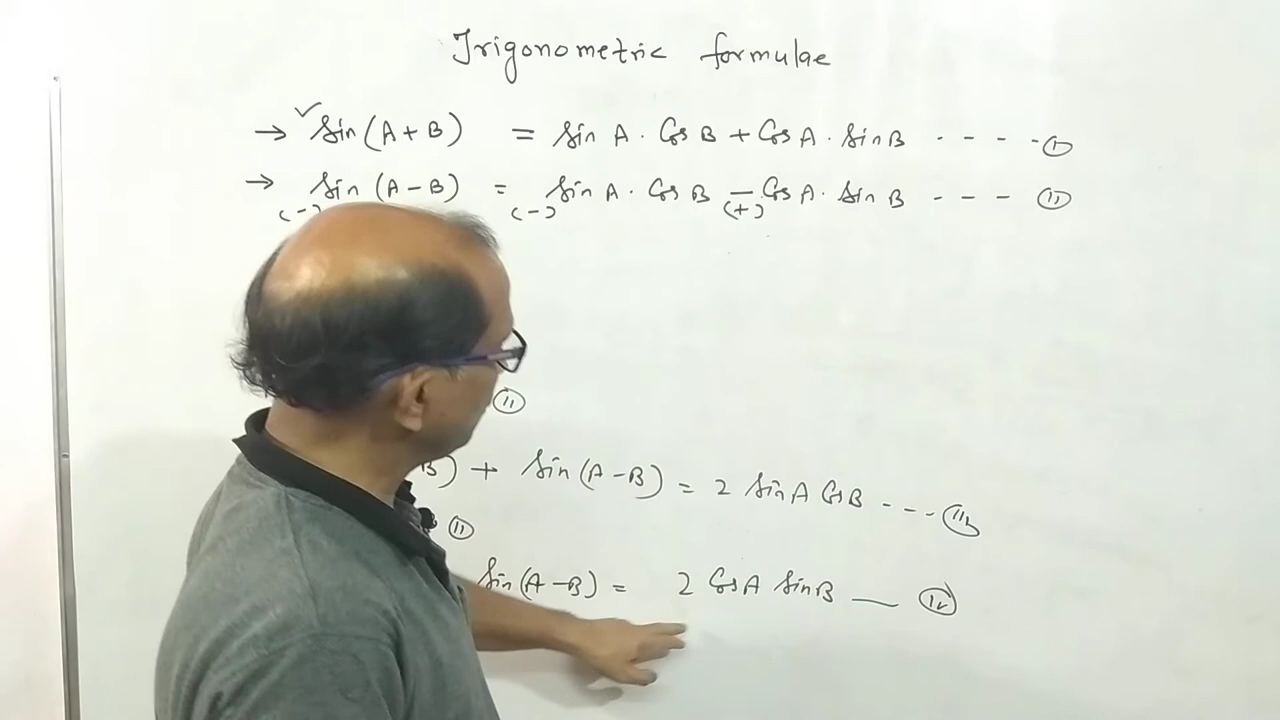 Trigonometric formulae
→ ✓ Sin (A + B) = Sin A . Cos B + Cos A . Sin B - - - - (I)
→ Sin (A - B) = Sin A . Cos B - Cos A . Sin B - - - (II)
(-) (-) (+)
(II)
B) + Sin (A - B) = 2 Sin A Cos B - - - (III)
(II)
Sin (A - B) = 2 Cos A Sin B — (IV)